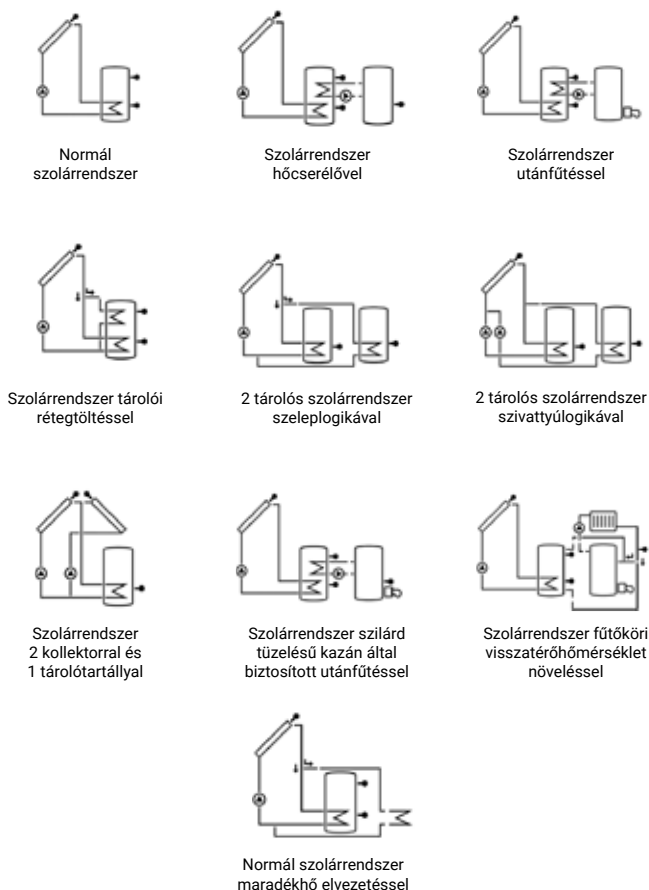 Normál
szolárrendszer
Szolárrendszer
hőcserélővel
Szolárrendszer
utánfűtéssel
Szolárrendszer tárolói
rétegtöltéssel
2 tárolós szolárrendszer
szeleplogikával
2 tárolós szolárrendszer
szivattyúlogikával
Szolárrendszer
2 kollektorral és
1 tárolótartállyal
Szolárrendszer szilárd
tüzelésű kazán által
biztosított utánfűtéssel
Szolárrendszer fűtőköri
visszatérőhőmérséklet
növeléssel
Normál szolárrendszer
maradékhő elvezetéssel